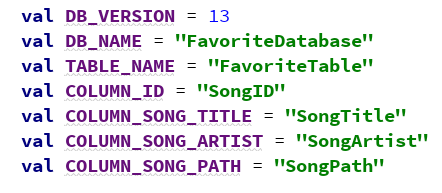 val DB_VERSION = 13
val DB_NAME = "FavoriteDatabase"
val TABLE_NAME = "FavoriteTable"
val COLUMN_ID = "SongID"
val COLUMN_SONG_TITLE = "SongTitle"
val COLUMN_SONG_ARTIST = "SongArtist"
val COLUMN_SONG_PATH = "SongPath"